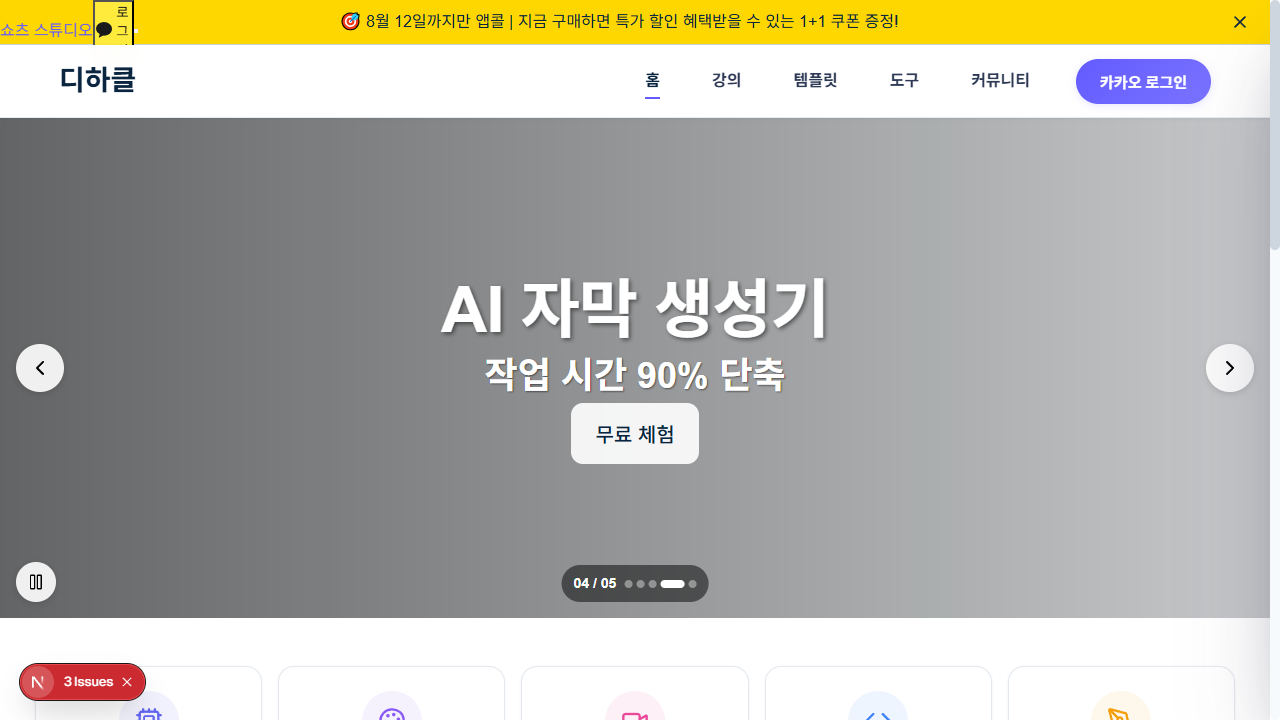 🎯 8월 12일까지만 앱콜 | 지금 구매하면 특가 할인 혜택받을 수 있는 1+1 쿠폰 증정!
쇼츠 스튜디오
로
그
디하클
홈
강의
템플릿
도구
커뮤니티
카카오 로그인
AI 자막 생성기
작업 시간 90% 단축
무료 체험
04 / 05
N
3 Issues